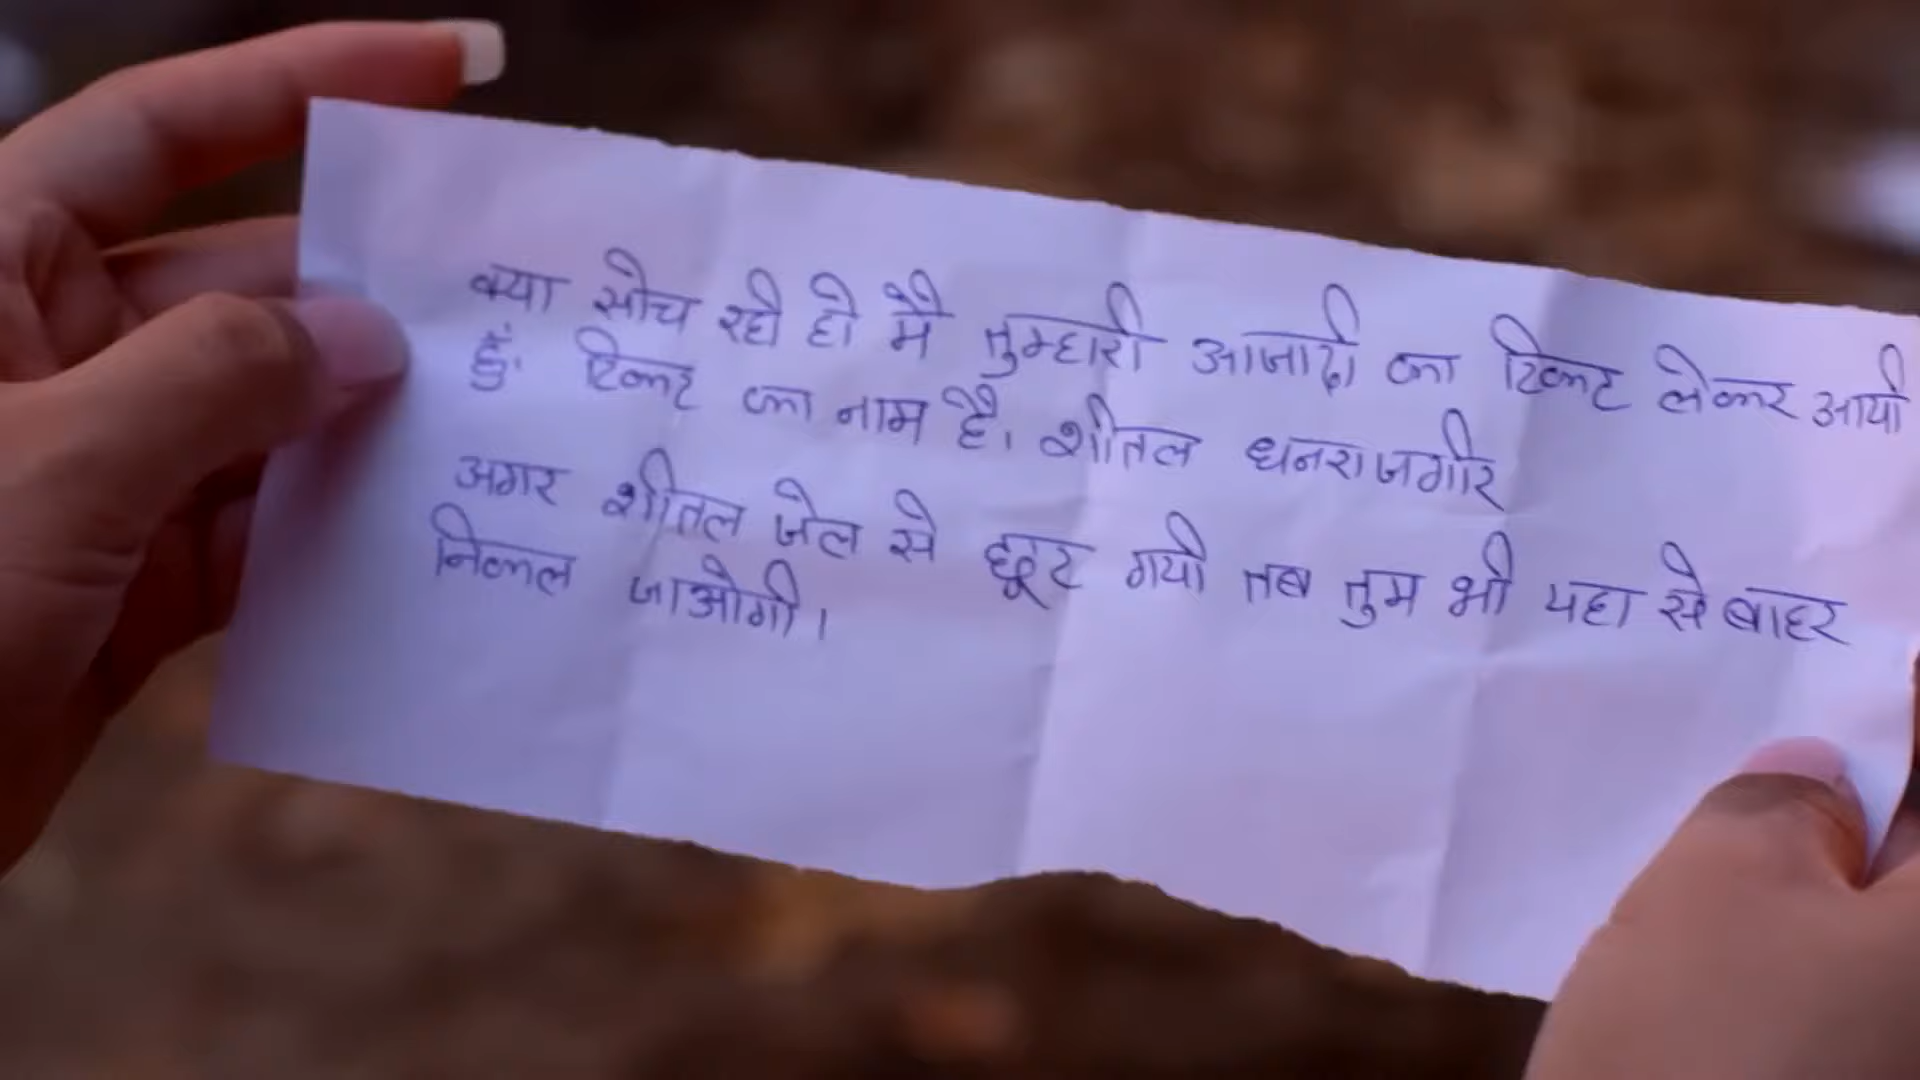 क्या सोच रही हो मै तुम्हारी आजादी का टिकट लेकर आयी
हुँ. टिकट का नाम है। शीतल धनराजगीर
अगर शीतल जेल से छूट गयी तब तुम भी यहा से बाहर
निकल जाओगी।